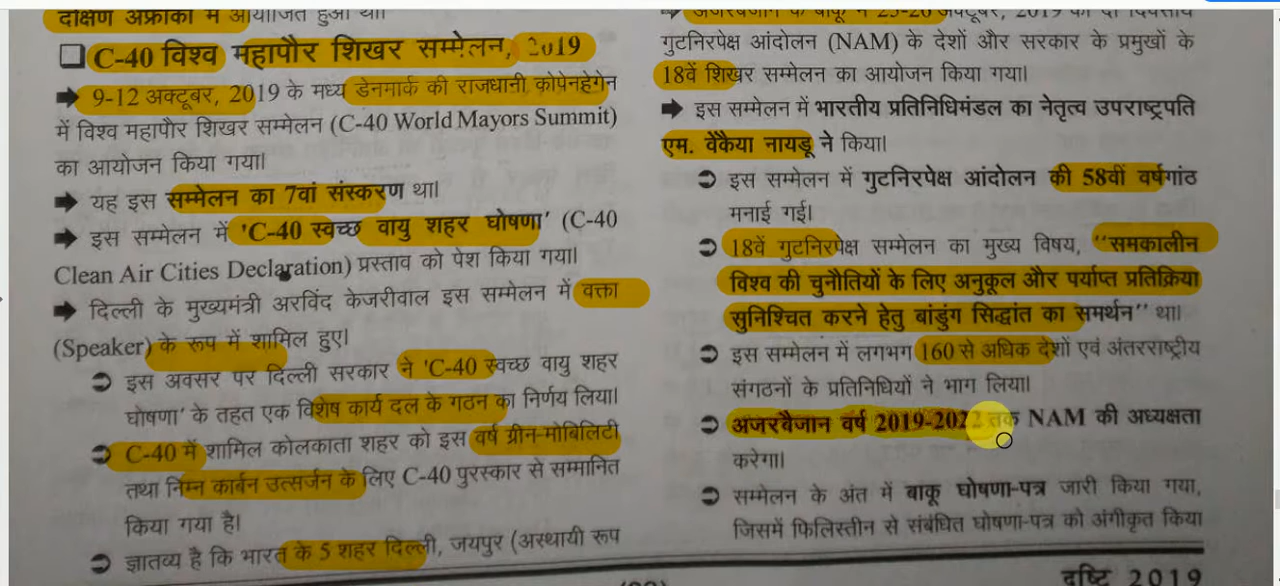 दक्षिण अफ्रीका में आयोजित हुआ था।
❑ C-40 विश्व महापौर शिखर सम्मेलन, 2019
➡ 9-12 अक्टूबर, 2019 के मध्य डेनमार्क की राजधानी कोपेनहेगेन
में विश्व महापौर शिखर सम्मेलन (C-40 World Mayors Summit)
का आयोजन किया गया।
➡ यह इस सम्मेलन का 7वां संस्करण था।
➡ इस सम्मेलन में 'C-40 स्वच्छ वायु शहर घोषणा' (C-40
Clean Air Cities Declaration) प्रस्ताव को पेश किया गया।
➡ दिल्ली के मुख्यमंत्री अरविंद केजरीवाल इस सम्मेलन में वक्ता
(Speaker) के रूप में शामिल हुए।
➲ इस अवसर पर दिल्ली सरकार ने 'C-40 स्वच्छ वायु शहर
घोषणा' के तहत एक विशेष कार्य दल के गठन का निर्णय लिया।
➲ C-40 में शामिल कोलकाता शहर को इस वर्ष ग्रीन-मोबिलिटी
तथा निम्न कार्बन उत्सर्जन के लिए C-40 पुरस्कार से सम्मानित
किया गया है।
➲ ज्ञातव्य है कि भारत के 5 शहर दिल्ली, जयपुर (अस्थायी रूप
➡ अजरबैजान के बाकू में 25-26 अक्टूबर, 2019 को दो दिवसीय
गुटनिरपेक्ष आंदोलन (NAM) के देशों और सरकार के प्रमुखों के
18वें शिखर सम्मेलन का आयोजन किया गया।
➡ इस सम्मेलन में भारतीय प्रतिनिधिमंडल का नेतृत्व उपराष्ट्रपति
एम. वेंकैया नायडू ने किया।
➲ इस सम्मेलन में गुटनिरपेक्ष आंदोलन की 58वीं वर्षगांठ
मनाई गई।
➲ 18वें गुटनिरपेक्ष सम्मेलन का मुख्य विषय, ‘‘समकालीन
विश्व की चुनौतियों के लिए अनुकूल और पर्याप्त प्रतिक्रिया
सुनिश्चित करने हेतु बांडुंग सिद्धांत का समर्थन’’ था।
➲ इस सम्मेलन में लगभग 160 से अधिक देशों एवं अंतरराष्ट्रीय
संगठनों के प्रतिनिधियों ने भाग लिया।
➲ अजरबैजान वर्ष 2019-2022 तक NAM की अध्यक्षता
करेगा।
➲ सम्मेलन के अंत में बाकू घोषणा-पत्र जारी किया गया,
जिसमें फिलिस्तीन से संबंधित घोषणा-पत्र को अंगीकृत किया
दृष्टि 2019